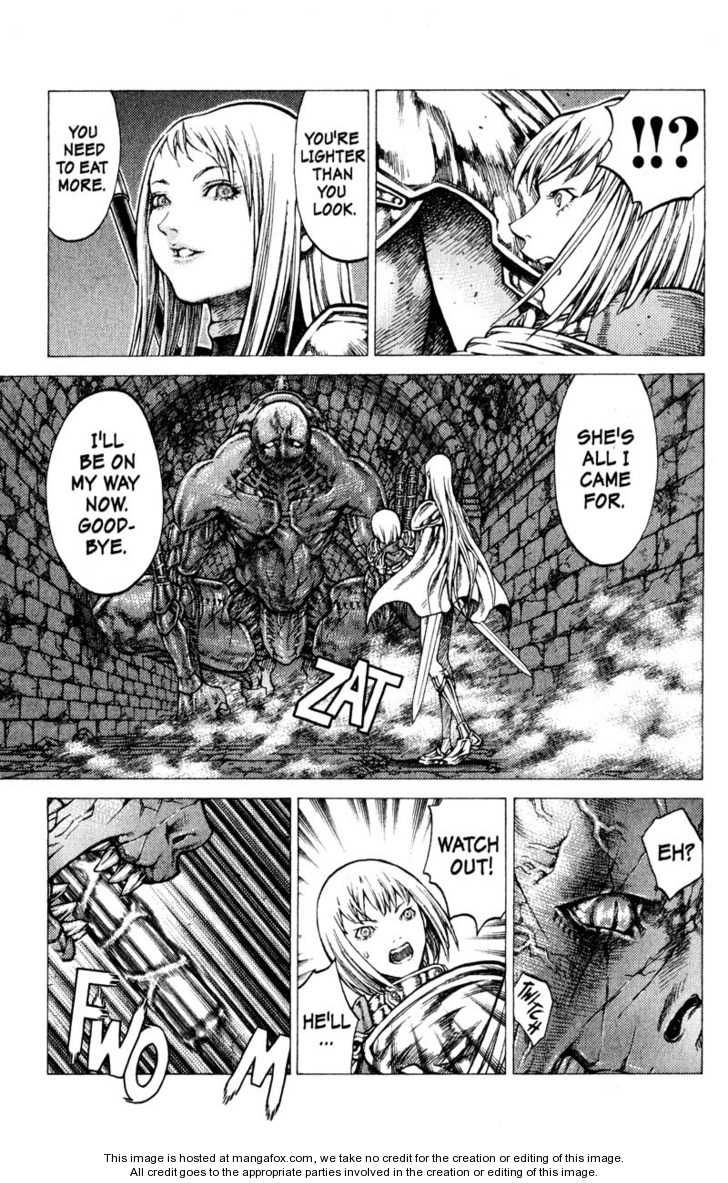 !!?
YOU'RE
LIGHTER
THAN
YOU
LOOK.
YOU
NEED
TO EAT
MORE.
SHE'S
ALL I
CAME
FOR.
I'LL
BE ON
MY WAY
NOW.
GOOD-
BYE.
ZAT
EH?
TWITCH
WATCH
OUT!
HE'LL
...
FWOM
This image is hosted at mangafox.com, we take no credit for the creation or editing of this image.
All credit goes to the appropriate parties involved in the creation or editing of this image.